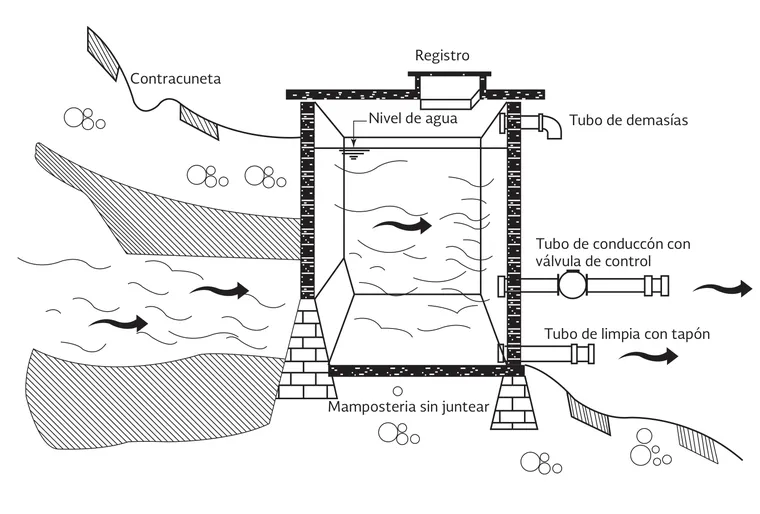 Registro
Contracuneta
Nivel de agua
Tubo de demasías
Tubo de conduccón con
válvula de control
Tubo de limpia con tapón
Mamposteria sin juntear